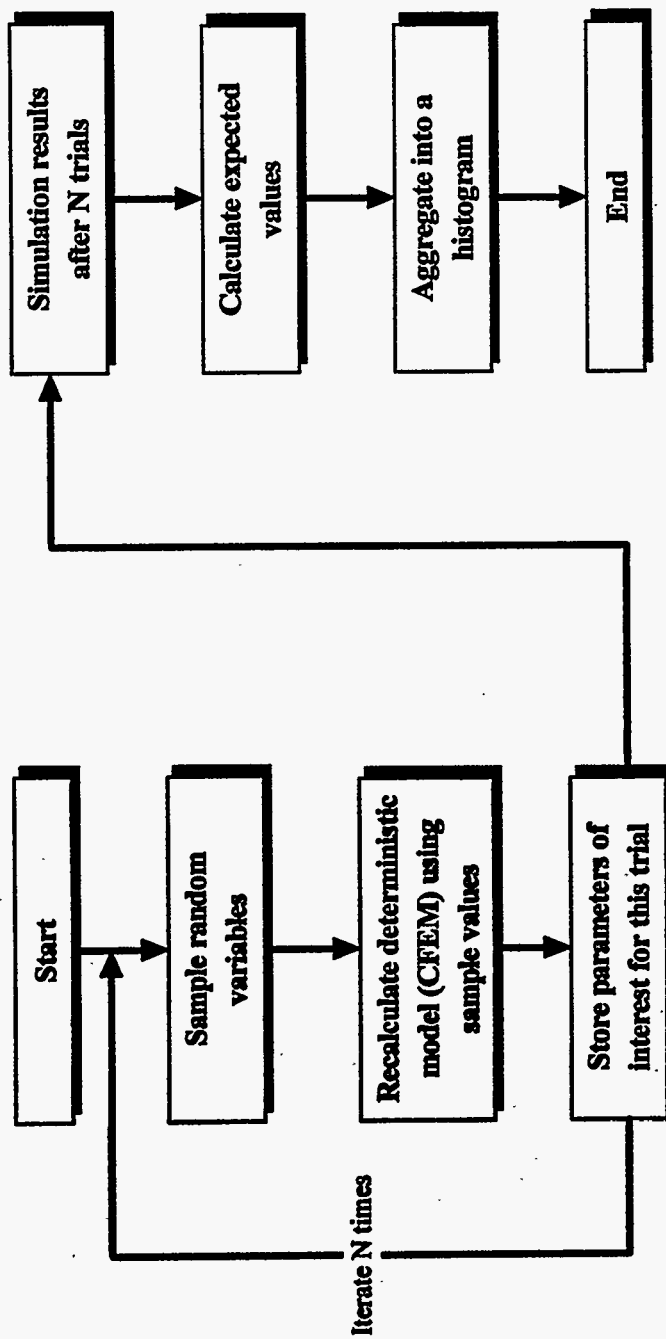 Start
Sample random
variables
Recalculate deterministic
model (CFEM) using
sample values
Store parameters of
interest for this trial
Iterate N times
Simulation results
after N trials
Calculate expected
values
Aggregate into a
histogram
End